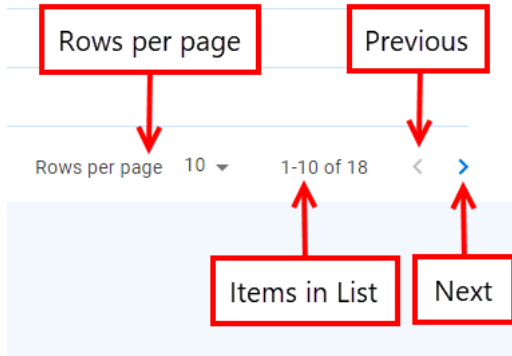 Rows per page
Previous
Rows per page 10 1-10 of 18
Items in List
Next